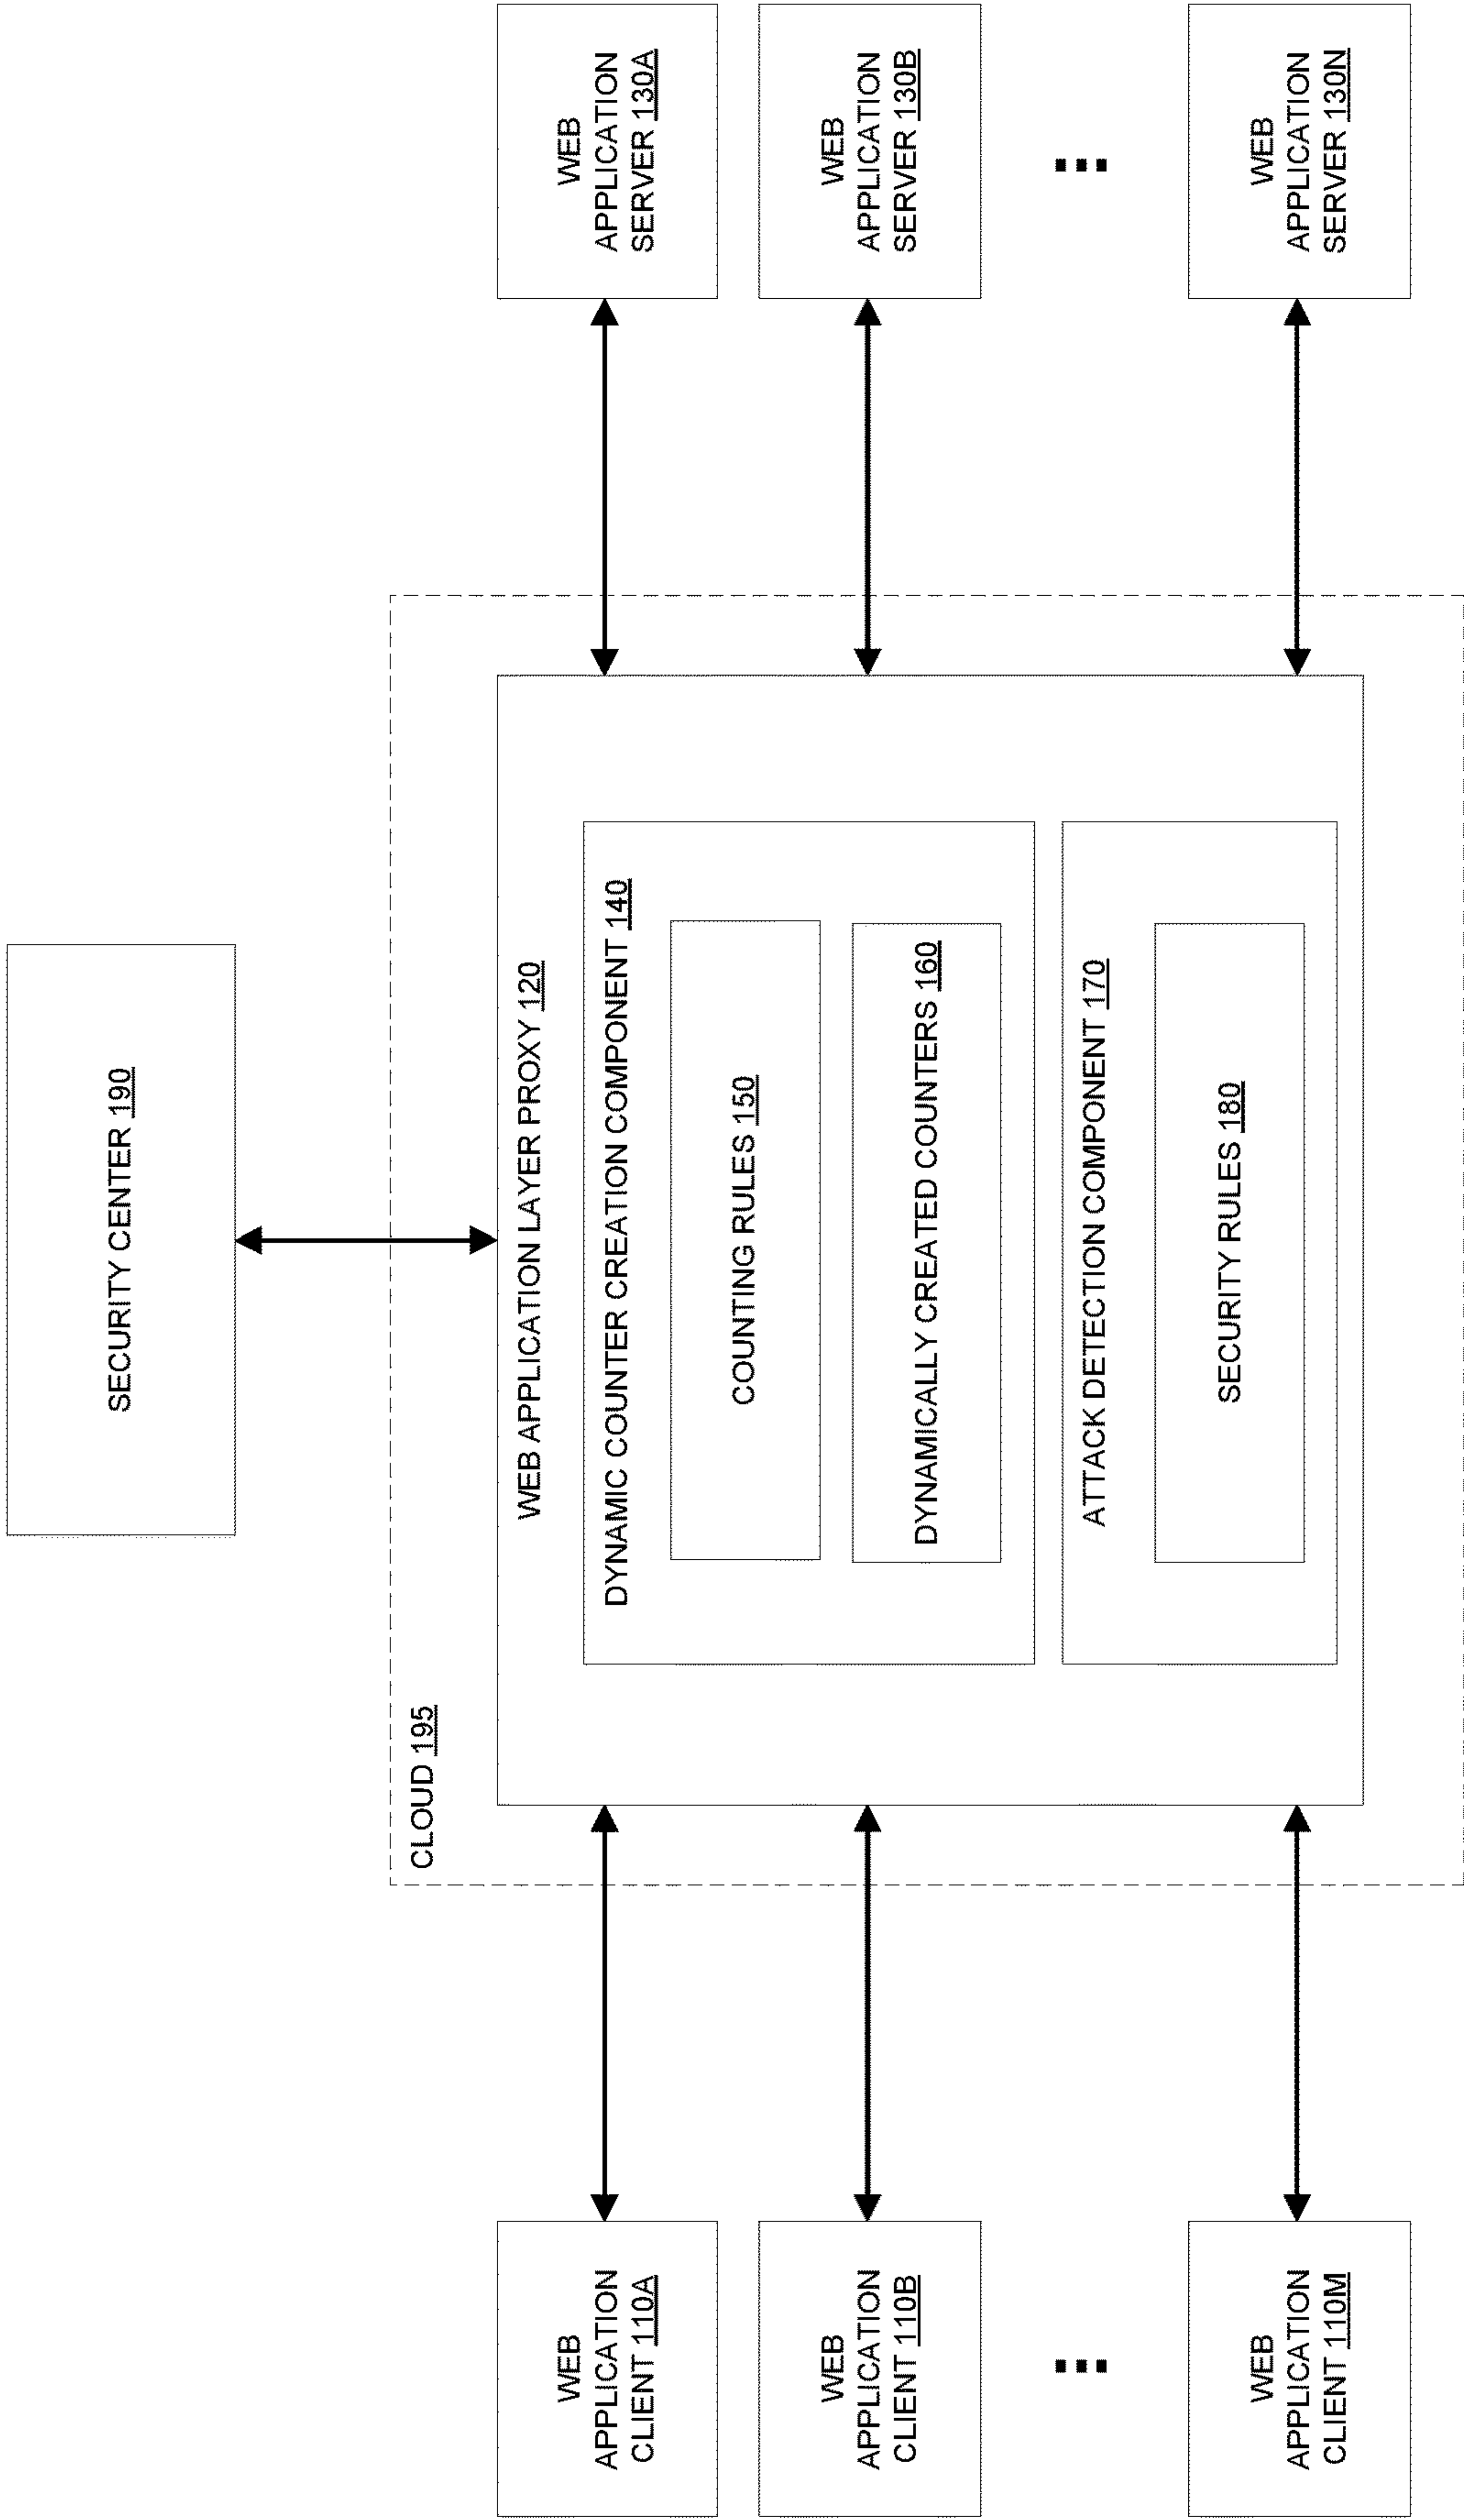 SECURITY CENTER 190
CLOUD 195
WEB APPLICATION LAYER PROXY 120
DYNAMIC COUNTER CREATION COMPONENT 140
COUNTING RULES 150
DYNAMICALLY CREATED COUNTERS 160
ATTACK DETECTION COMPONENT 170
SECURITY RULES 180
WEB
APPLICATION
CLIENT 110A
WEB
APPLICATION
CLIENT 110B
WEB
APPLICATION
CLIENT 110M
WEB
APPLICATION
SERVER 130A
WEB
APPLICATION
SERVER 130B
WEB
APPLICATION
SERVER 130N